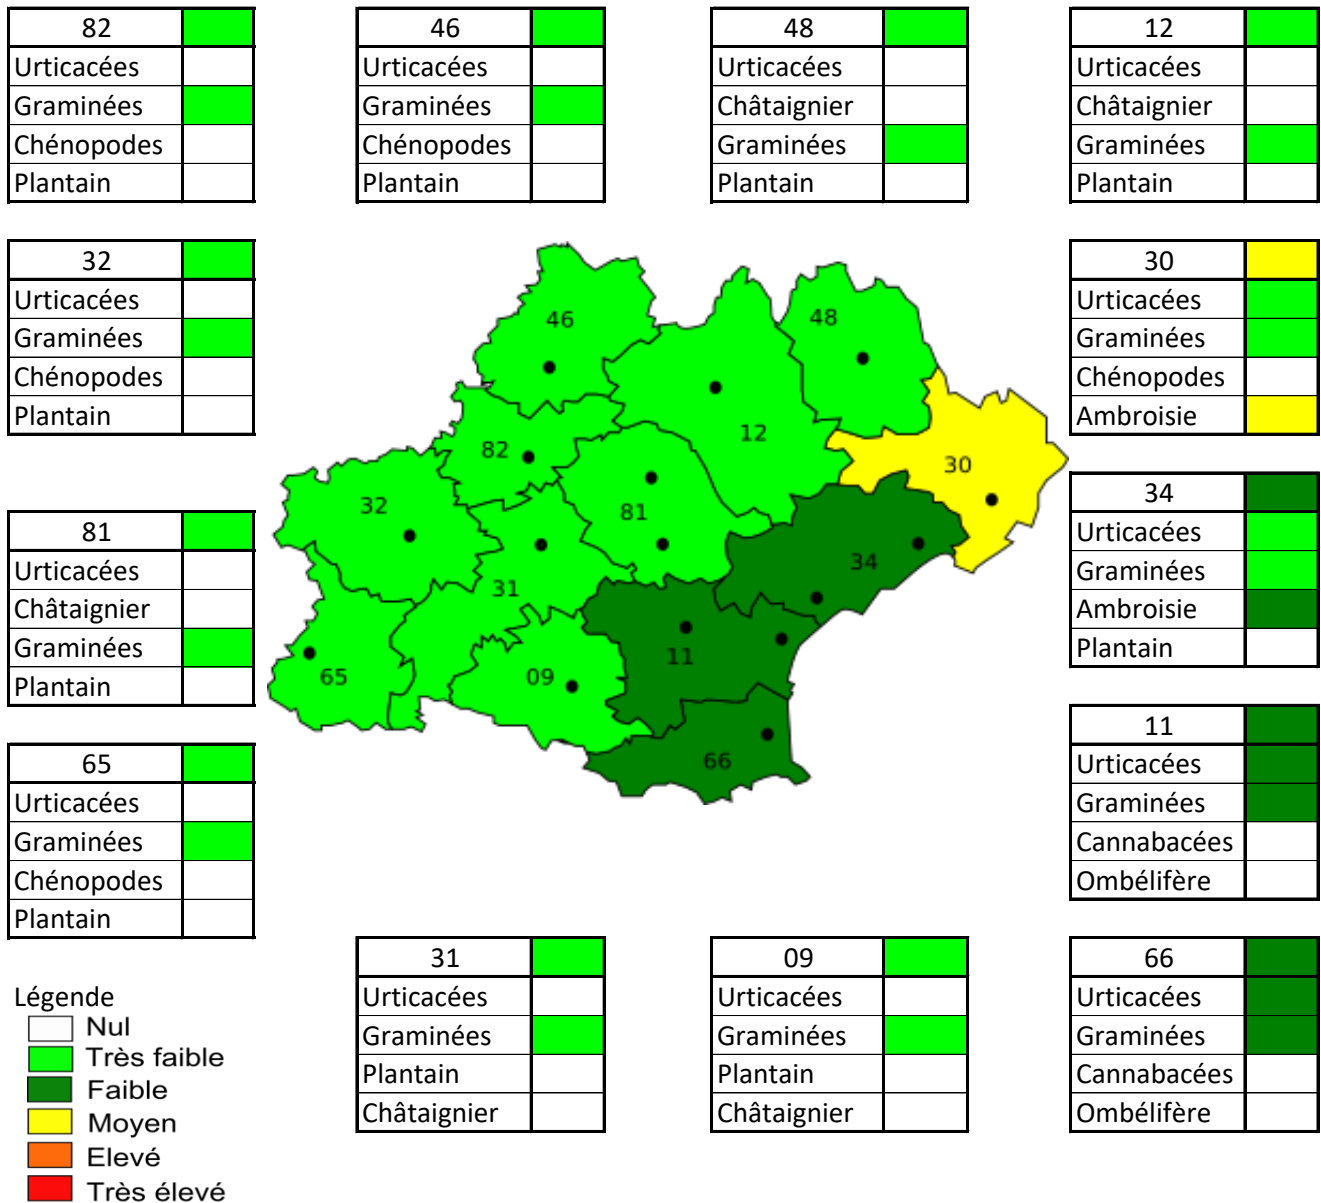 82
Urticacées
Graminées
Chénopodes
Plantain
46
Urticacées
Graminées
Chénopodes
Plantain
48
Urticacées
Châtaignier
Graminées
Plantain
12
Urticacées
Châtaignier
Graminées
Plantain
32
Urticacées
Graminées
Chénopodes
Plantain
30
Urticacées
Graminées
Chénopodes
Ambroisie
46
48
12
82
30
32
81
34
31
11
65
09
66
81
Urticacées
Châtaignier
Graminées
Plantain
34
Urticacées
Graminées
Ambroisie
Plantain
65
Urticacées
Graminées
Chénopodes
Plantain
11
Urticacées
Graminées
Cannabacées
Ombélifère
31
Urticacées
Graminées
Plantain
Châtaignier
09
Urticacées
Graminées
Plantain
Châtaignier
66
Urticacées
Graminées
Cannabacées
Ombélifère
Légende
Nul
Très faible
Faible
Moyen
Elevé
Très élevé